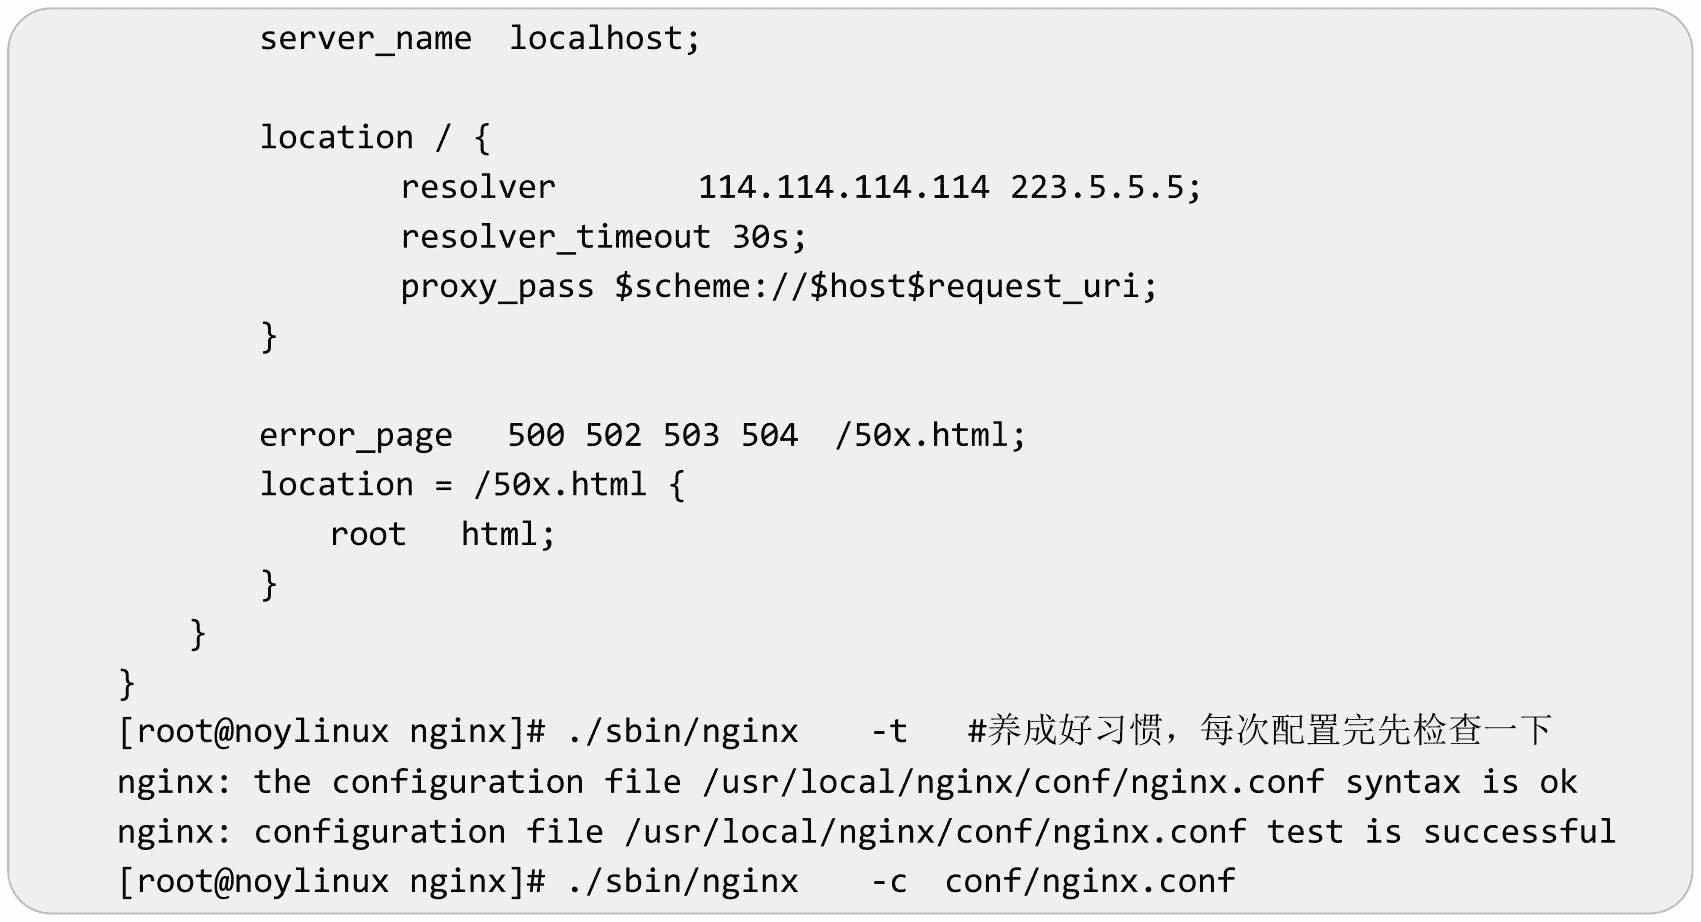 server_name  localhost;
location / {
resolver       114.114.114.114 223.5.5.5;
resolver_timeout 30s;
proxy_pass $scheme://$host$request_uri;
}
error_page   500 502 503 504  /50x.html;
location = /50x.html {
root   html;
}
}
}
[root@noylinux nginx]# ./sbin/nginx    -t   #养成好习惯，每次配置完先检查一下
nginx: the configuration file /usr/local/nginx/conf/nginx.conf syntax is ok
nginx: configuration file /usr/local/nginx/conf/nginx.conf test is successful
[root@noylinux nginx]# ./sbin/nginx    -c  conf/nginx.conf